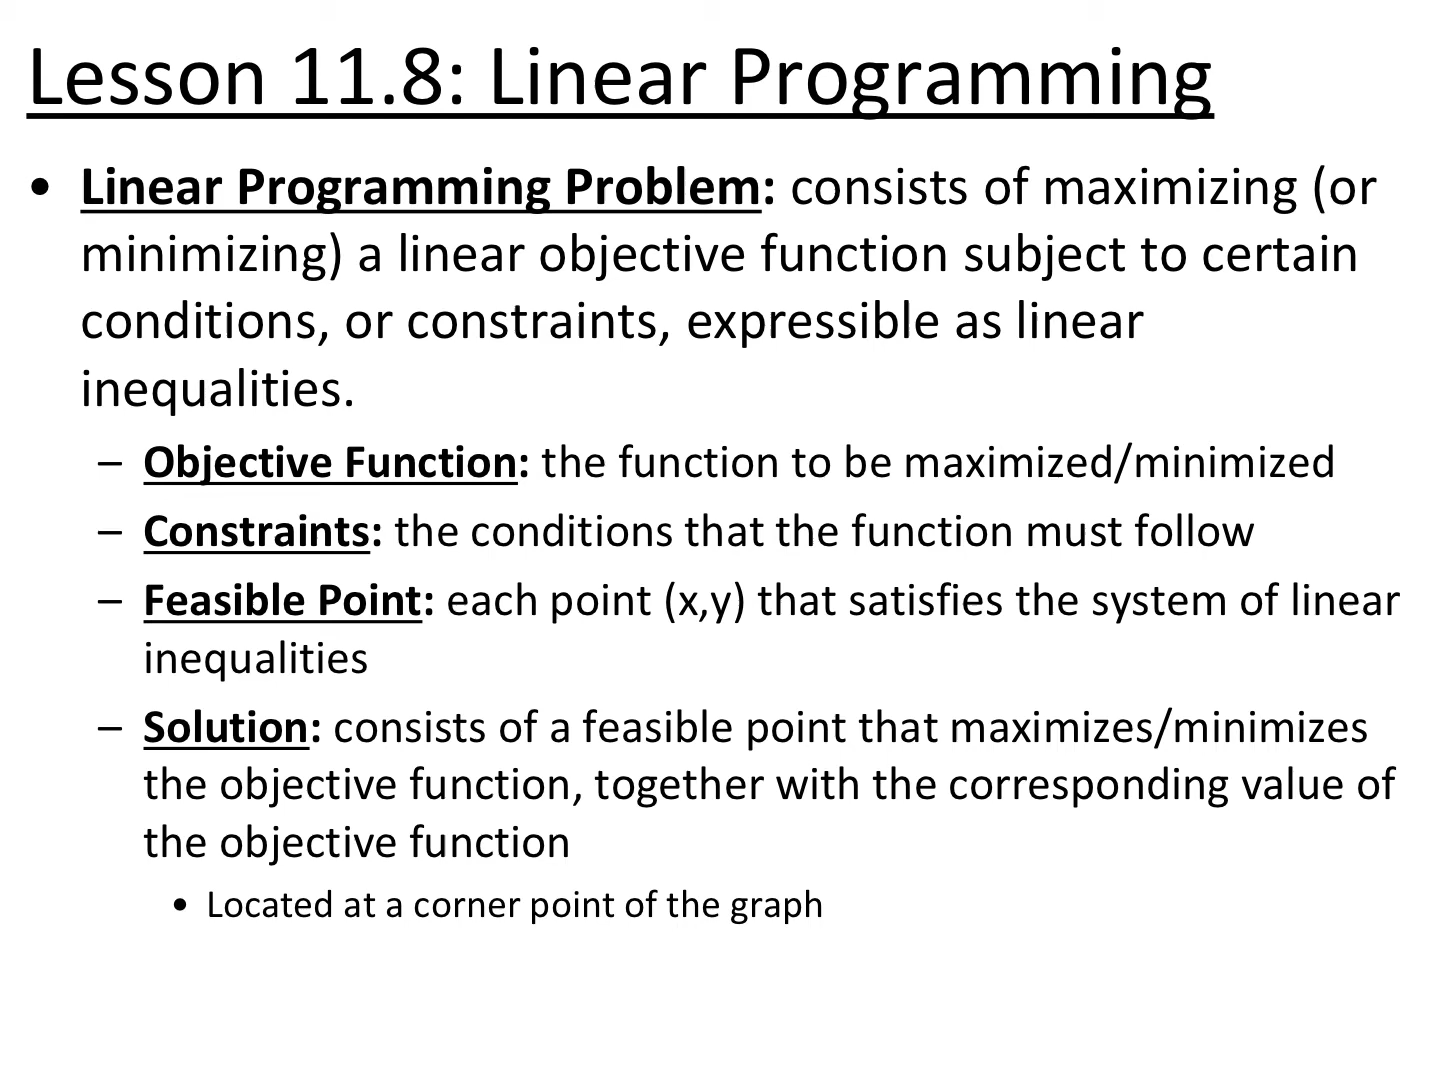 Lesson 11.8: Linear Programming
• Linear Programming Problem: consists of maximizing (or
minimizing) a linear objective function subject to certain
conditions, or constraints, expressible as linear
inequalities.
– Objective Function: the function to be maximized/minimized
– Constraints: the conditions that the function must follow
– Feasible Point: each point (x,y) that satisfies the system of linear
inequalities
– Solution: consists of a feasible point that maximizes/minimizes
the objective function, together with the corresponding value of
the objective function
• Located at a corner point of the graph